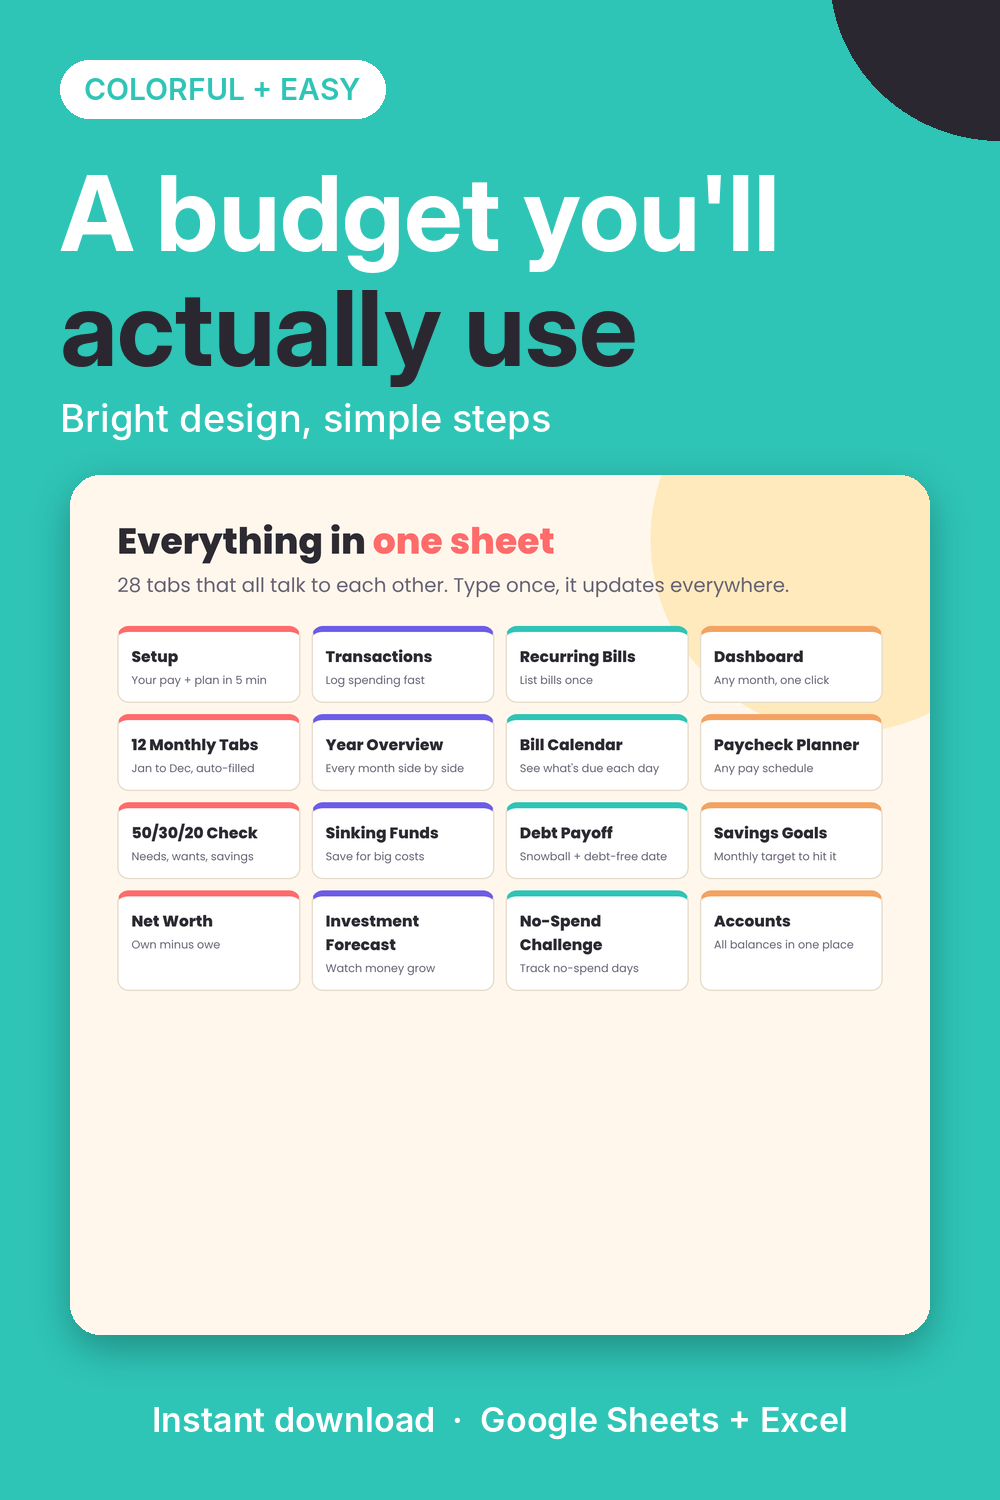 COLORFUL + EASY
A budget you'll
actually use
Bright design, simple steps
Everything in one sheet
28 tabs that all talk to each other. Type once, it updates everywhere.
Setup
Your pay + plan in 5 min
Transactions
Log spending fast
Recurring Bills
List bills once
Dashboard
Any month, one click
12 Monthly Tabs
Jan to Dec, auto-filled
Year Overview
Every month side by side
Bill Calendar
See what's due each day
Paycheck Planner
Any pay schedule
50/30/20 Check
Needs, wants, savings
Sinking Funds
Save for big costs
Debt Payoff
Snowball + debt-free date
Savings Goals
Monthly target to hit it
Net Worth
Own minus owe
Investment
Forecast
Watch money grow
No-Spend
Challenge
Track no-spend days
Accounts
All balances in one place
Instant download · Google Sheets + Excel